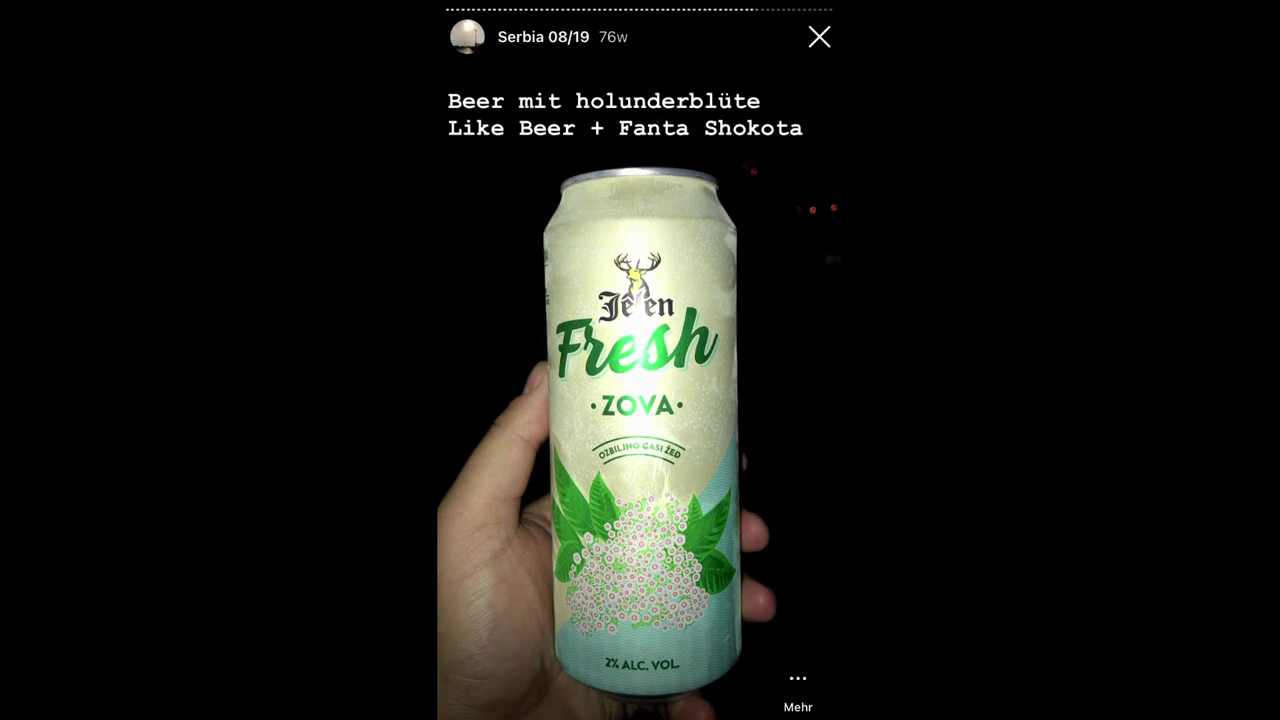 Serbia 08/19 76w
Beer mit holunderblüte
Like Beer + Fanta Shokota
Jelen
Fresh
·ZOVA·
OZBILJNO GASI ŽEĐ
2% ALC. VOL.
Mehr